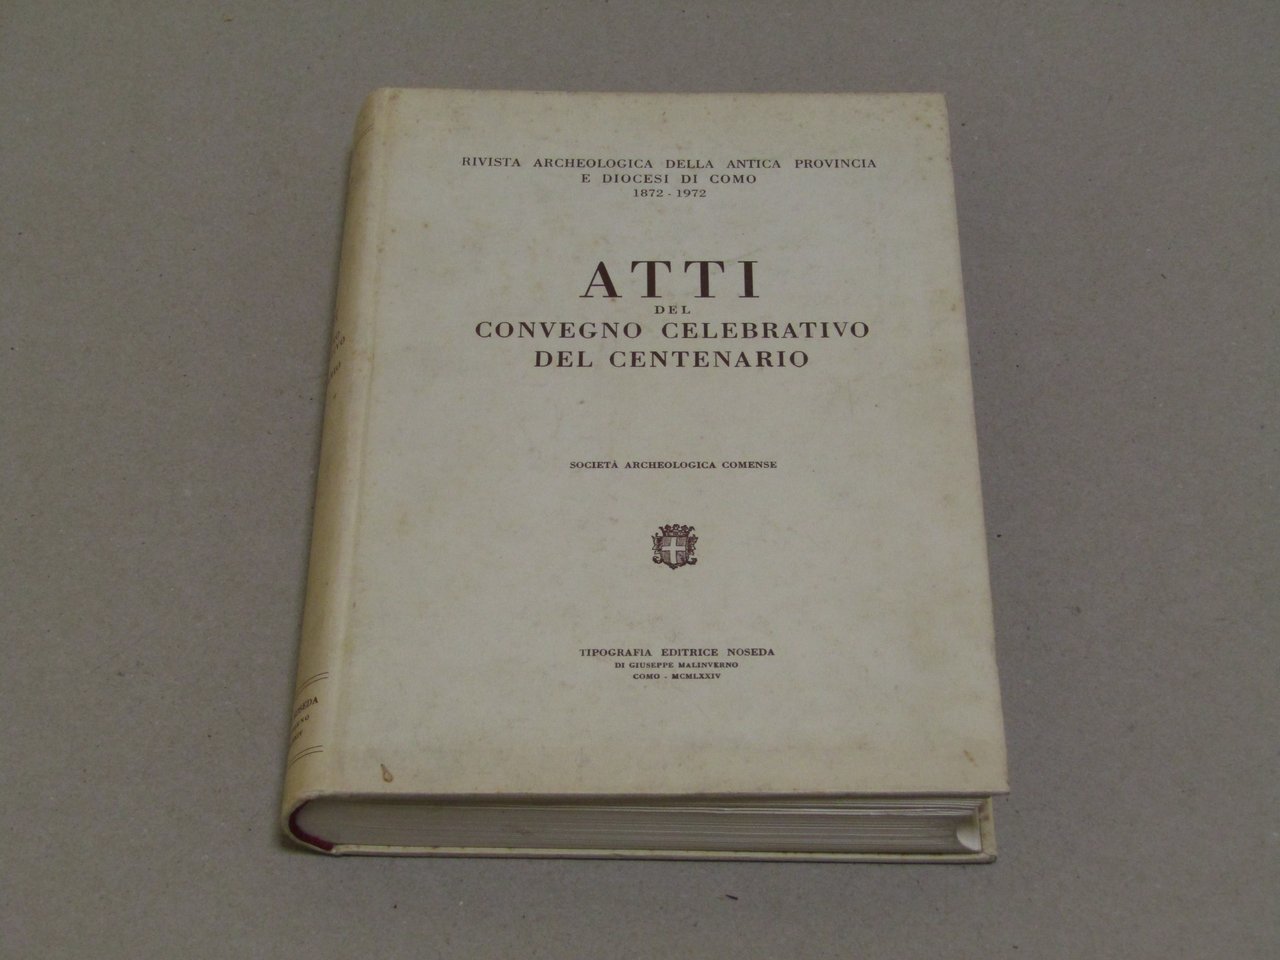 RIVISTA ARCHEOLOGICA DELLA ANTICA PROVINCIA
E DIOCESI DI COMO
1872 - 1972
ATTI
DEL
CONVEGNO CELEBRATIVO
DEL CENTENARIO
SOCIETÀ ARCHEOLOGICA COMENSE
TIPOGRAFIA EDITRICE NOSEDA
DI GIUSEPPE MALINVERNO
COMO - MCMLXXIV